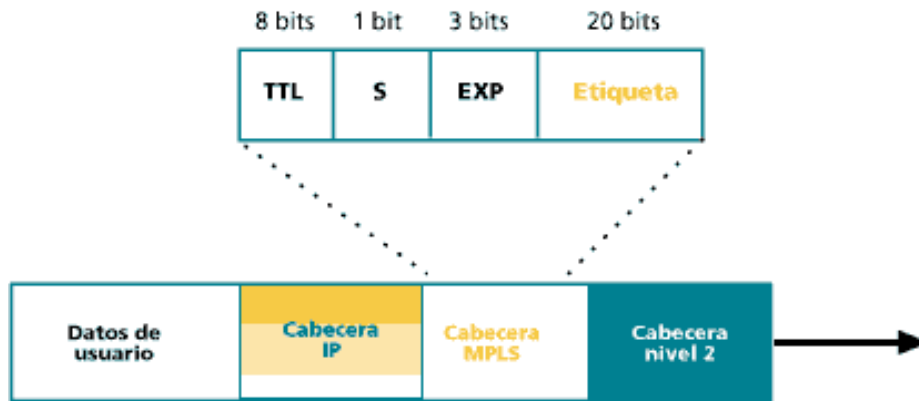 8 bits 1 bit 3 bits 20 bits
TTL S EXP Etiqueta
Datos de usuario
Cabecera IP
Cabecera MPLS
Cabecera nivel 2